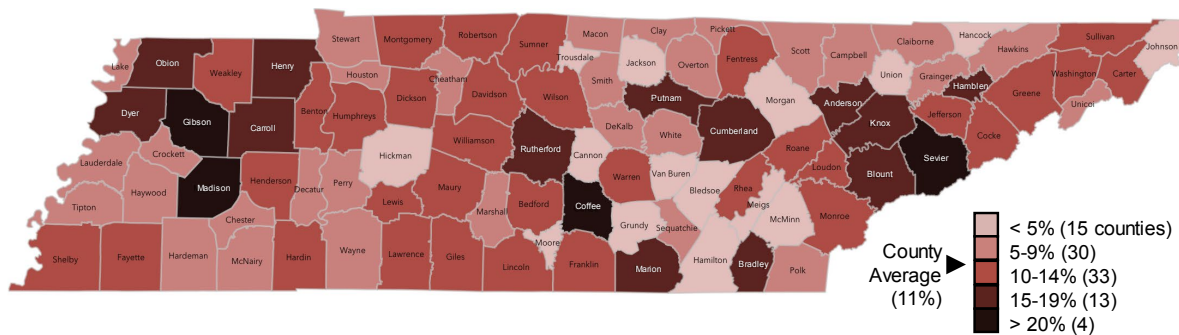 Stewart
Montgomery
Robertson
Sumner
Macon
Clay
Pickett
Scott
Campbell
Claiborne
Hancock
Hawkins
Sullivan
Johnson
Lake
Obion
Weakley
Henry
Houston
Cheatham
Trousdale
Jackson
Overton
Fentress
Union
Grainger
Hamblen
Washington
Carter
Dyer
Gibson
Carroll
Benton
Humphreys
Dickson
Davidson
Wilson
Smith
Putnam
Morgan
Anderson
Knox
Jefferson
Greene
Unicoi
Lauderdale
Crockett
Hickman
Williamson
Rutherford
Cannon
DeKalb
White
Cumberland
Roane
Loudon
Blount
Sevier
Cocke
Tipton
Haywood
Madison
Henderson
Decatur
Perry
Lewis
Maury
Marshall
Bedford
Coffee
Warren
Van Buren
Bledsoe
Rhea
Meigs
McMinn
Monroe
Chester
Moore
Grundy
Sequatchie
Shelby
Fayette
Hardeman
McNairy
Hardin
Wayne
Lawrence
Giles
Lincoln
Franklin
Marion
Hamilton
Bradley
Polk
County
Average
(11%)
< 5% (15 counties)
5-9% (30)
10-14% (33)
15-19% (13)
> 20% (4)